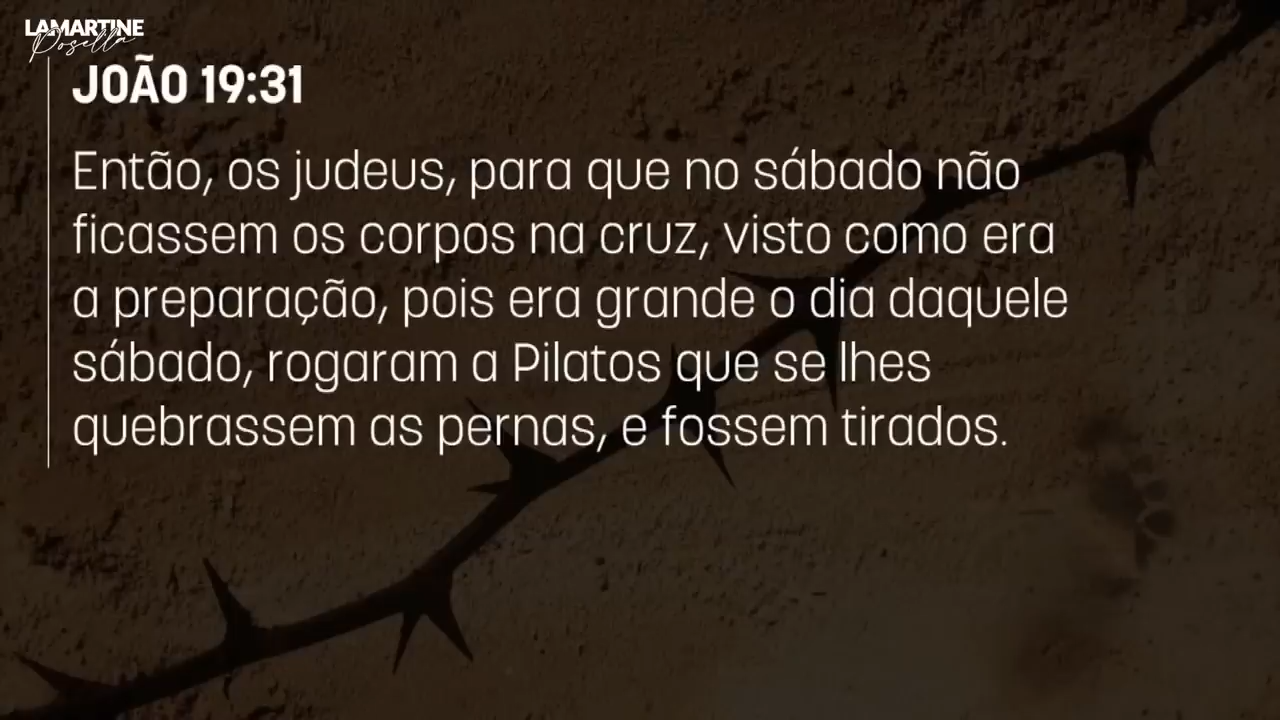 LAMARTINE
Posella
JOÃO 19:31
Então, os judeus, para que no sábado não
ficassem os corpos na cruz, visto como era
a preparação, pois era grande o dia daquele
sábado, rogaram a Pilatos que se lhes
quebrassem as pernas, e fossem tirados.